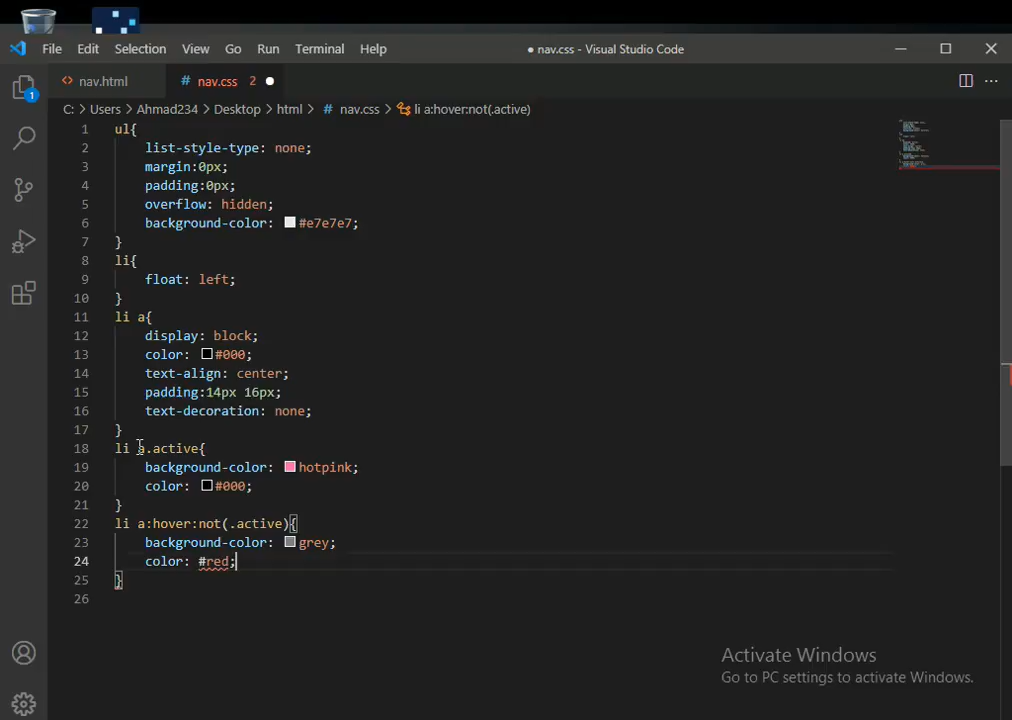 File Edit Selection View Go Run Terminal Help ● nav.css - Visual Studio Code
nav.html # nav.css 2
C: > Users > Ahmad234 > Desktop > html > # nav.css > li a:hover:not(.active)
1 ul{
2 list-style-type: none;
3 margin:0px;
4 padding:0px;
5 overflow: hidden;
6 background-color: #e7e7e7;
7 }
8 li{
9 float: left;
10 }
11 li a{
12 display: block;
13 color: #000;
14 text-align: center;
15 padding:14px 16px;
16 text-decoration: none;
17 }
18 li a.active{
19 background-color: hotpink;
20 color: #000;
21 }
22 li a:hover:not(.active){
23 background-color: grey;
24 color: #red;
25 }
26
1
Activate Windows
Go to PC settings to activate Windows.